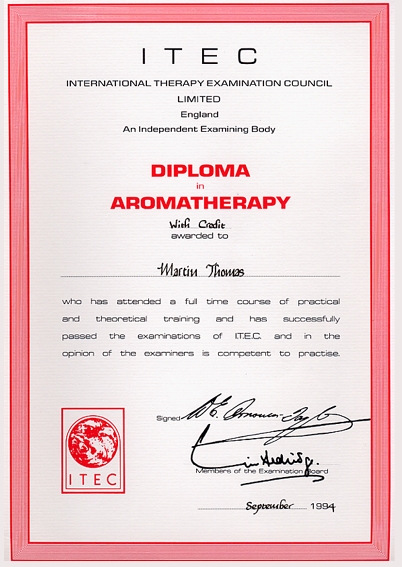 ITEC
INTERNATIONAL THERAPY EXAMINATION COUNCIL
LIMITED
England
An Independent Examining Body
DIPLOMA
in
AROMATHERAPY
With Credit
awarded to
Martin Thomas
who has attended a full time course of practical
and theoretical training and has successfully
passed the examinations of I.T.E.C. and in the
opinion of the examiners is competent to practise.
Signed
Members of the Examination Board
ITEC
September 1994